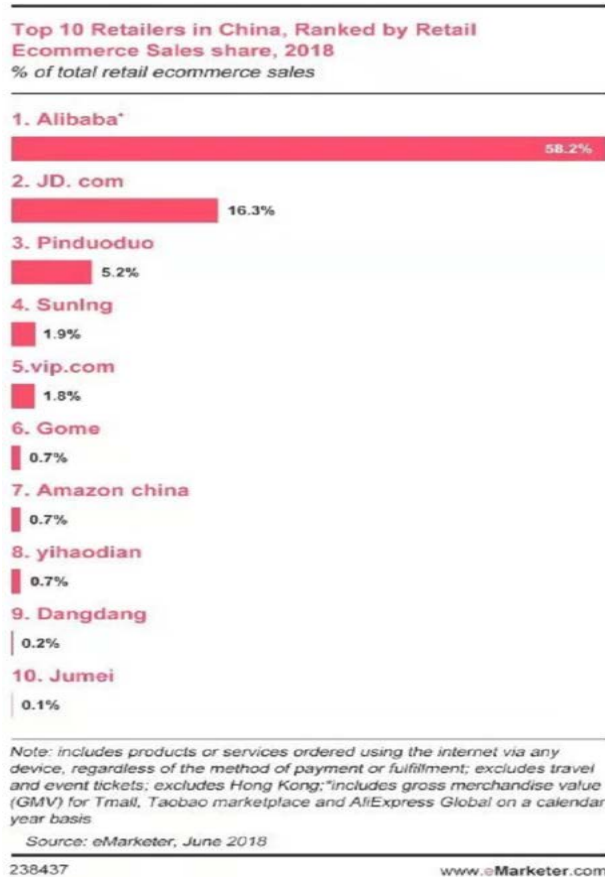 Top 10 Retailers in China, Ranked by Retail
Ecommerce Sales share, 2018
% of total retail ecommerce sales
1. Alibaba*
58.2%
2. JD. com
16.3%
3. Pinduoduo
5.2%
4. SunIng
1.9%
5.vip.com
1.8%
6. Gome
0.7%
7. Amazon china
0.7%
8. yihaodian
0.7%
9. Dangdang
0.2%
10. Jumei
0.1%
Note: includes products or services ordered using the internet via any
device, regardless of the method of payment or fulfillment; excludes travel
and event tickets; excludes Hong Kong;*includes gross merchandise value
(GMV) for Tmall, Taobao marketplace and AliExpress Global on a calendar
year basis
Source: eMarketer, June 2018
238437
www.eMarketer.com